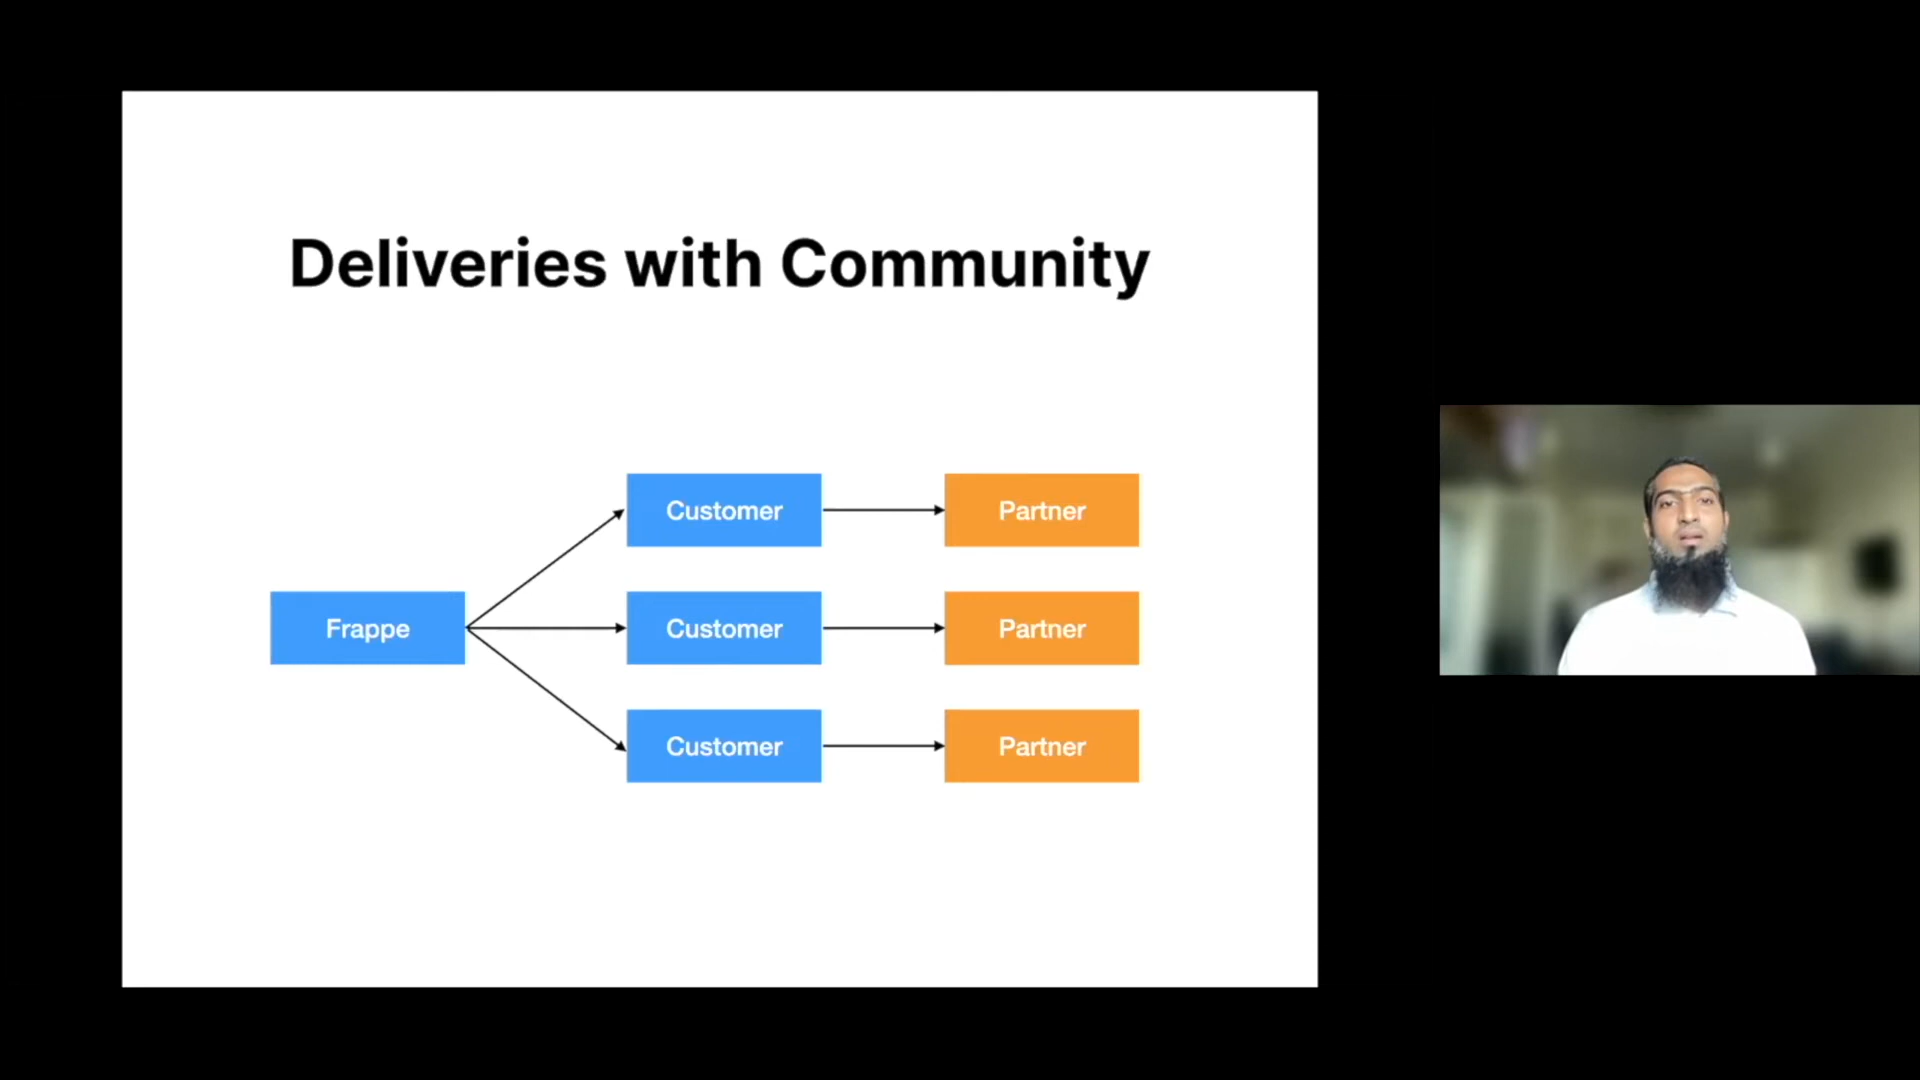 Deliveries with Community
Customer
Partner
Frappe
Customer
Partner
Customer
Partner